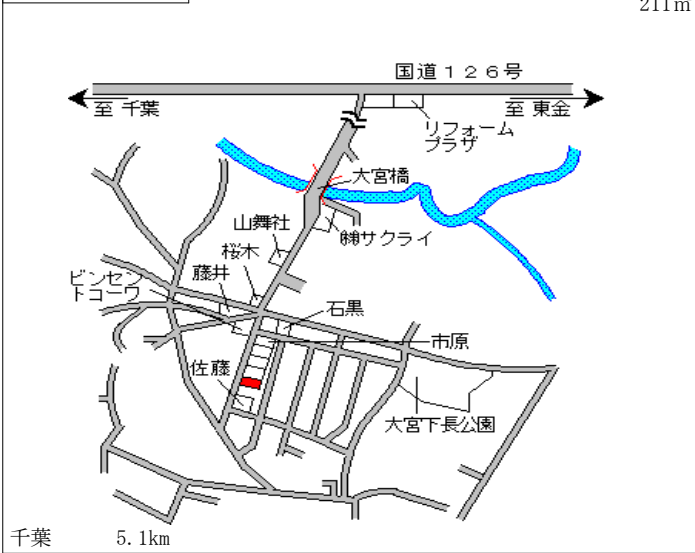 211m
国道１２６号
至 千葉
至 東金
リフォーム
プラザ
大宮橋
山舞社
㈱サクライ
桜木
ビンセン
トコーワ
藤井
石黒
市原
佐藤
大宮下長公園
千葉 5.1km